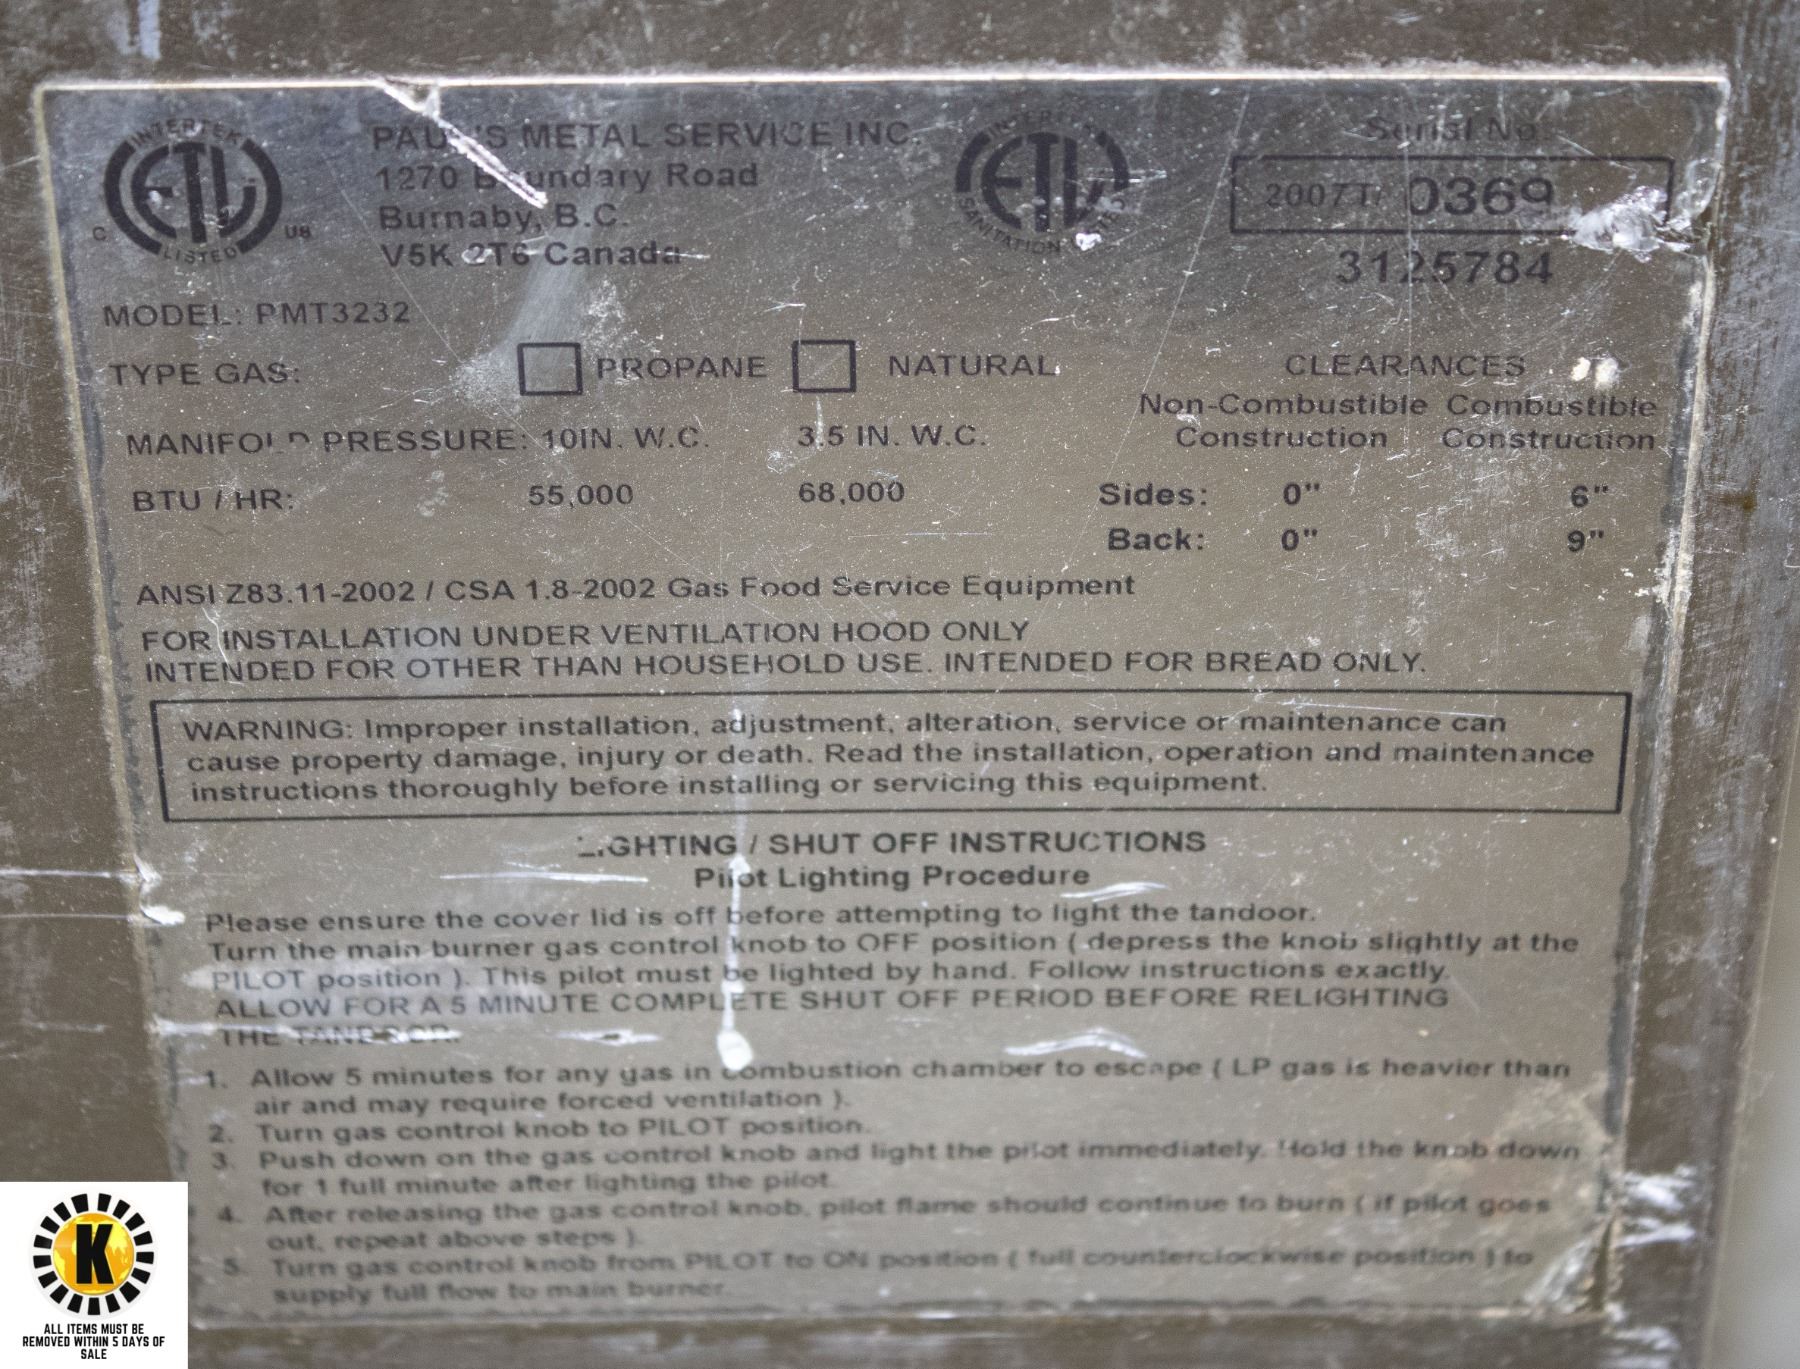 INTERTEK
ETL
C US
LISTED
PAUL'S METAL SERVICE INC.
1270 Boundary Road
Burnaby, B.C.
V5K 2T6 Canada
INTERTEK
ETL
SANITATION
Serial No.
2007T/ 0369
3125784
MODEL: PMT3232
TYPE GAS: PROPANE NATURAL
MANIFOLD PRESSURE: 10IN. W.C. 3.5 IN. W.C.
BTU / HR: 55,000 68,000
CLEARANCES
Non-Combustible Combustible
Construction Construction
Sides: 0" 6"
Back: 0" 9"
ANSI Z83.11-2002 / CSA 1.8-2002 Gas Food Service Equipment
FOR INSTALLATION UNDER VENTILATION HOOD ONLY
INTENDED FOR OTHER THAN HOUSEHOLD USE. INTENDED FOR BREAD ONLY.
WARNING: Improper installation, adjustment, alteration, service or maintenance can
cause property damage, injury or death. Read the installation, operation and maintenance
instructions thoroughly before installing or servicing this equipment.
LIGHTING / SHUT OFF INSTRUCTIONS
Pilot Lighting Procedure
Please ensure the cover lid is off before attempting to light the tandoor.
Turn the main burner gas control knob to OFF position ( depress the knob slightly at the
PILOT position ). This pilot must be lighted by hand. Follow instructions exactly.
ALLOW FOR A 5 MINUTE COMPLETE SHUT OFF PERIOD BEFORE RELIGHTING
THE TANDOOR.
1. Allow 5 minutes for any gas in combustion chamber to escape ( LP gas is heavier than
air and may require forced ventilation ).
2. Turn gas control knob to PILOT position.
3. Push down on the gas control knob and light the pilot immediately. Hold the knob down
for 1 full minute after lighting the pilot.
4. After releasing the gas control knob, pilot flame should continue to burn ( if pilot goes
out, repeat above steps ).
5. Turn gas control knob from PILOT to ON position ( full counterclockwise position ) to
supply full flow to main burner.
K
ALL ITEMS MUST BE
REMOVED WITHIN 5 DAYS OF
SALE